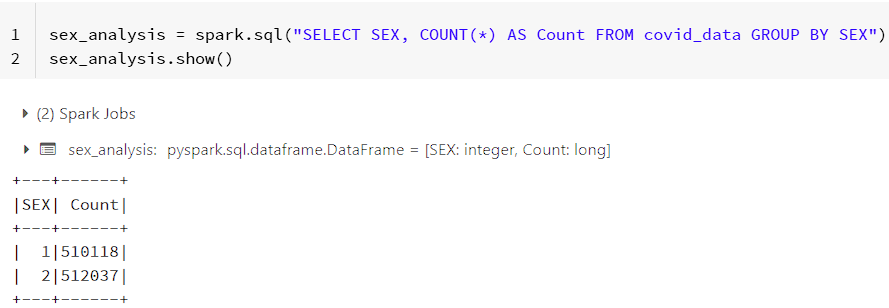 1 sex_analysis = spark.sql("SELECT SEX, COUNT(*) AS Count FROM covid_data GROUP BY SEX")
2 sex_analysis.show()
(2) Spark Jobs
sex_analysis: pyspark.sql.dataframe.DataFrame = [SEX: integer, Count: long]
+---+------+
|SEX| Count|
+---+------+
|  1|510118|
|  2|512037|
+---+------+